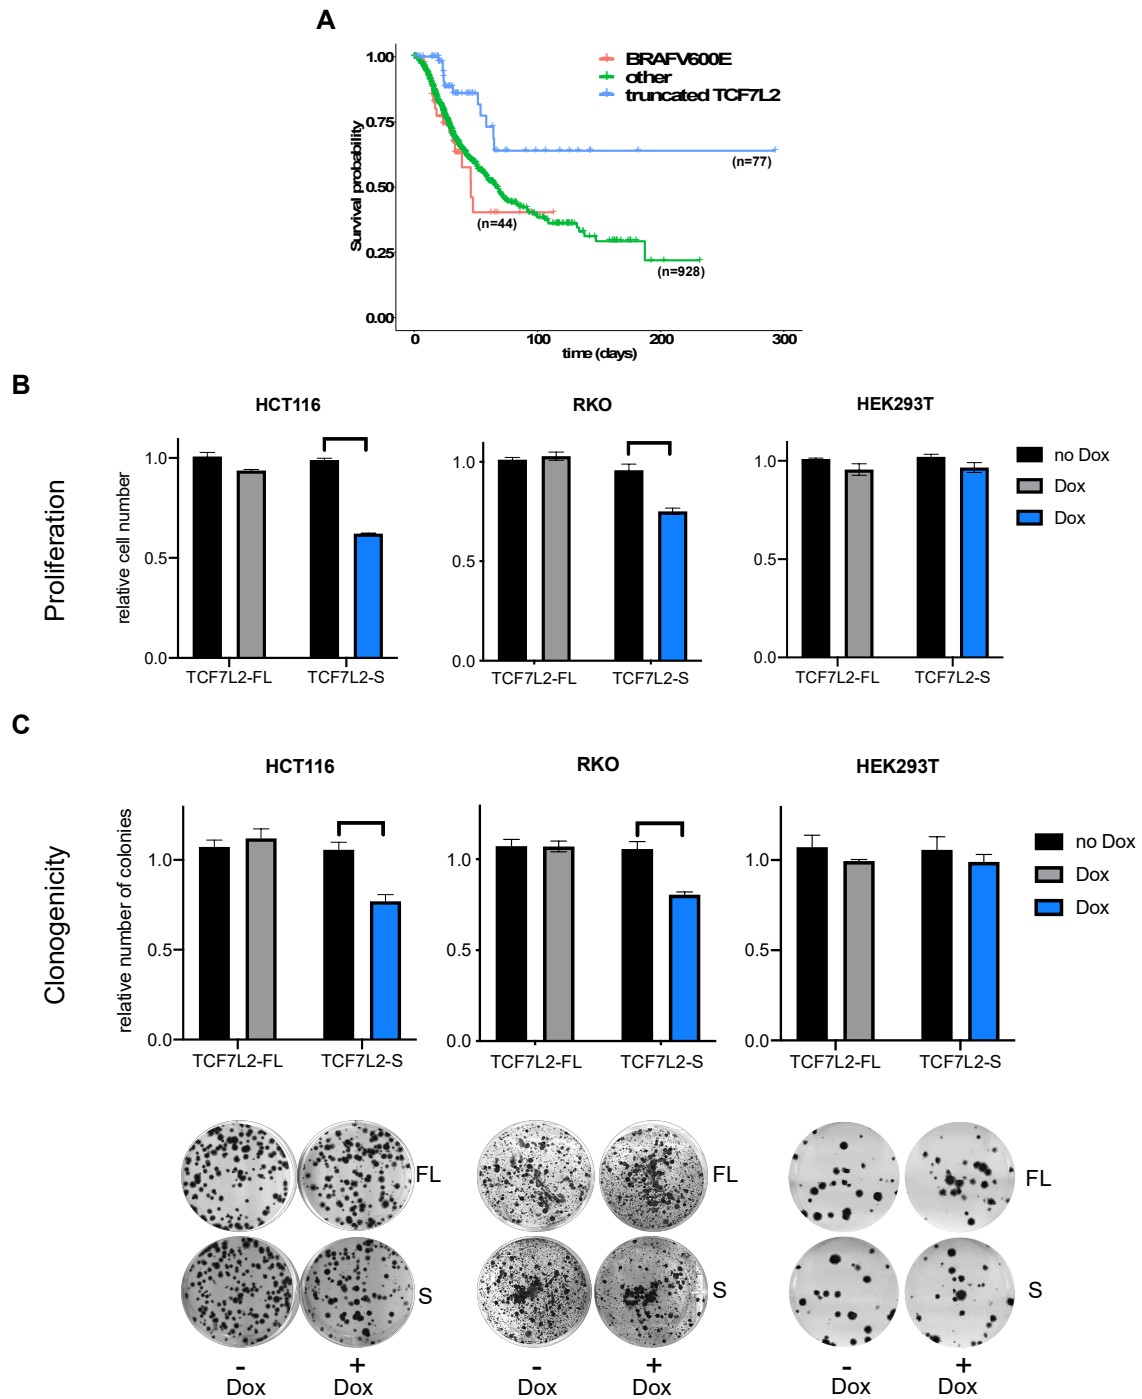 A
1.00
0.75
0.50
0.25
0.00
Survival probability
BRAFV600E
other
truncated TCF7L2
(n=77)
(n=44)
(n=928)
0 100 200 300
time (days)
B
HCT116 RKO HEK293T
Proliferation
relative cell number
1.0
0.5
0.0
TCF7L2-FL TCF7L2-S
1.0
0.5
0.0
TCF7L2-FL TCF7L2-S
1.0
0.5
0.0
TCF7L2-FL TCF7L2-S
no Dox
Dox
Dox
C
HCT116 RKO HEK293T
Clonogenicity
relative number of colonies
1.0
0.5
0.0
TCF7L2-FL TCF7L2-S
1.0
0.5
0.0
TCF7L2-FL TCF7L2-S
1.0
0.5
0.0
TCF7L2-FL TCF7L2-S
no Dox
Dox
Dox
FL FL FL
S S S
- + - + - +
Dox Dox Dox Dox Dox Dox